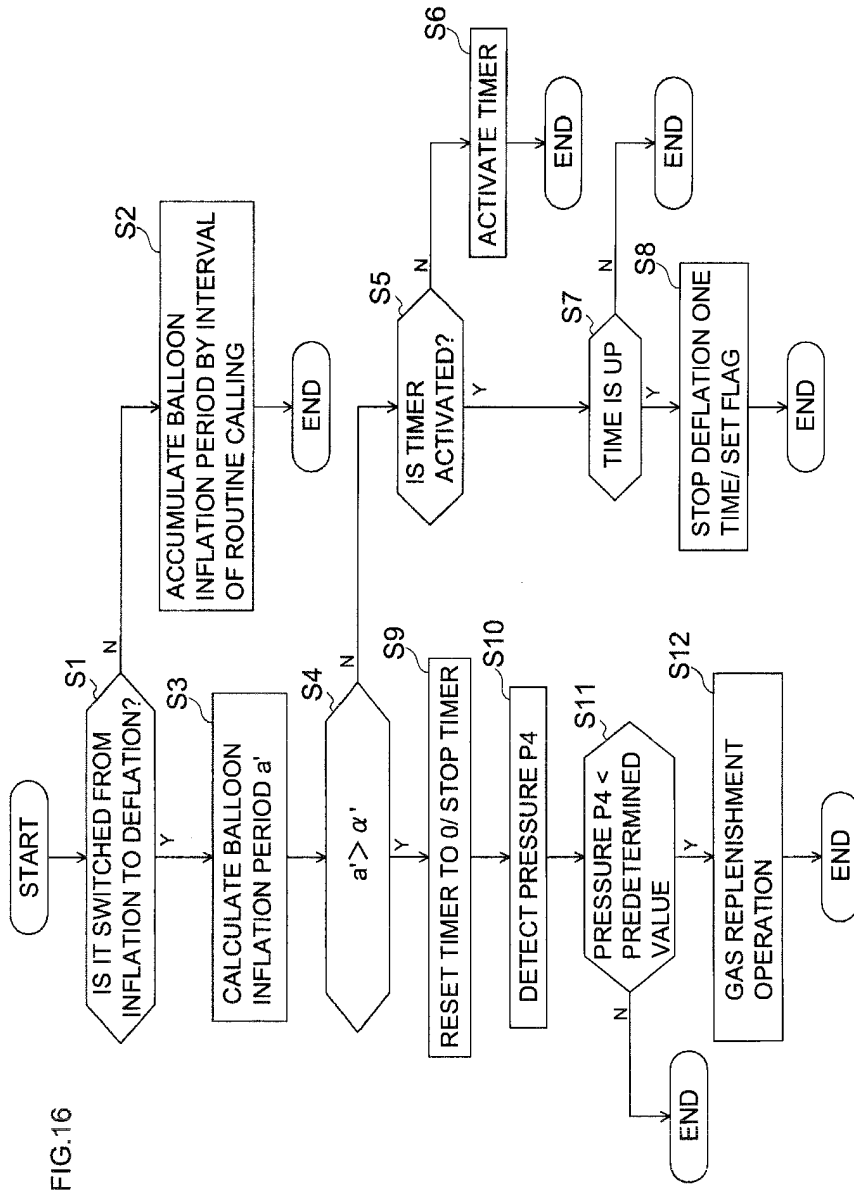 FIG.16
START
S1
IS IT SWITCHED FROM
INFLATION TO DEFLATION?
N
Y
S2
ACCUMULATE BALLOON
INFLATION PERIOD BY INTERVAL
OF ROUTINE CALLING
END
S3
CALCULATE BALLOON
INFLATION PERIOD a'
S4
a' > α'
N
Y
S5
IS TIMER
ACTIVATED?
N
Y
S6
ACTIVATE TIMER
END
S7
TIME IS UP
N
Y
END
S8
STOP DEFLATION ONE
TIME/ SET FLAG
END
S9
RESET TIMER TO 0/ STOP TIMER
S10
DETECT PRESSURE P4
S11
PRESSURE P4 <
PREDETERMINED
VALUE
N
Y
END
S12
GAS REPLENISHMENT
OPERATION
END